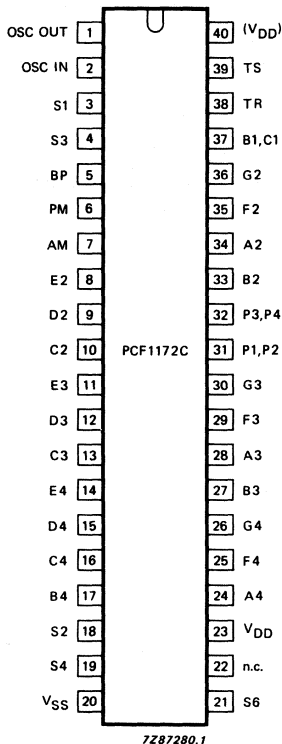 OSC OUT 1 40 (VDD)
OSC IN 2 39 TS
S1 3 38 TR
S3 4 37 B1,C1
BP 5 36 G2
PM 6 35 F2
AM 7 34 A2
E2 8 33 B2
D2 9 32 P3,P4
C2 10 PCF1172C 31 P1,P2
E3 11 30 G3
D3 12 29 F3
C3 13 28 A3
E4 14 27 B3
D4 15 26 G4
C4 16 25 F4
B4 17 24 A4
S2 18 23 VDD
S4 19 22 n.c.
VSS 20 21 S6
7Z87280.1